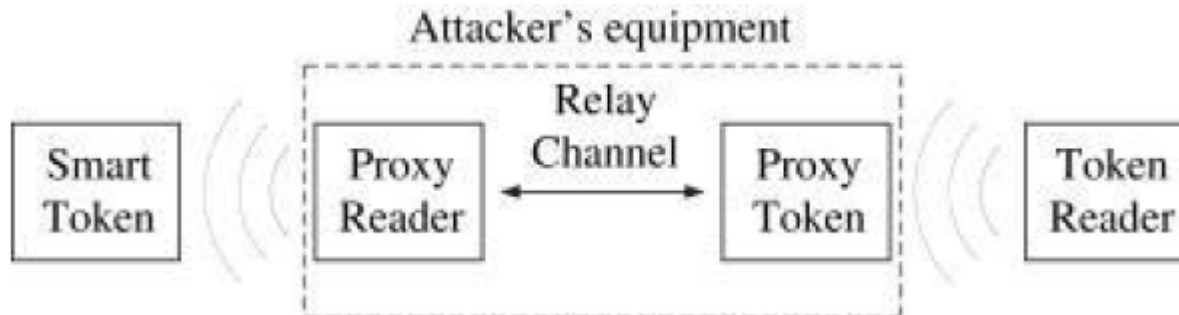 Attacker's equipment
Relay
Channel
Smart
Token
Proxy
Reader
Proxy
Token
Token
Reader